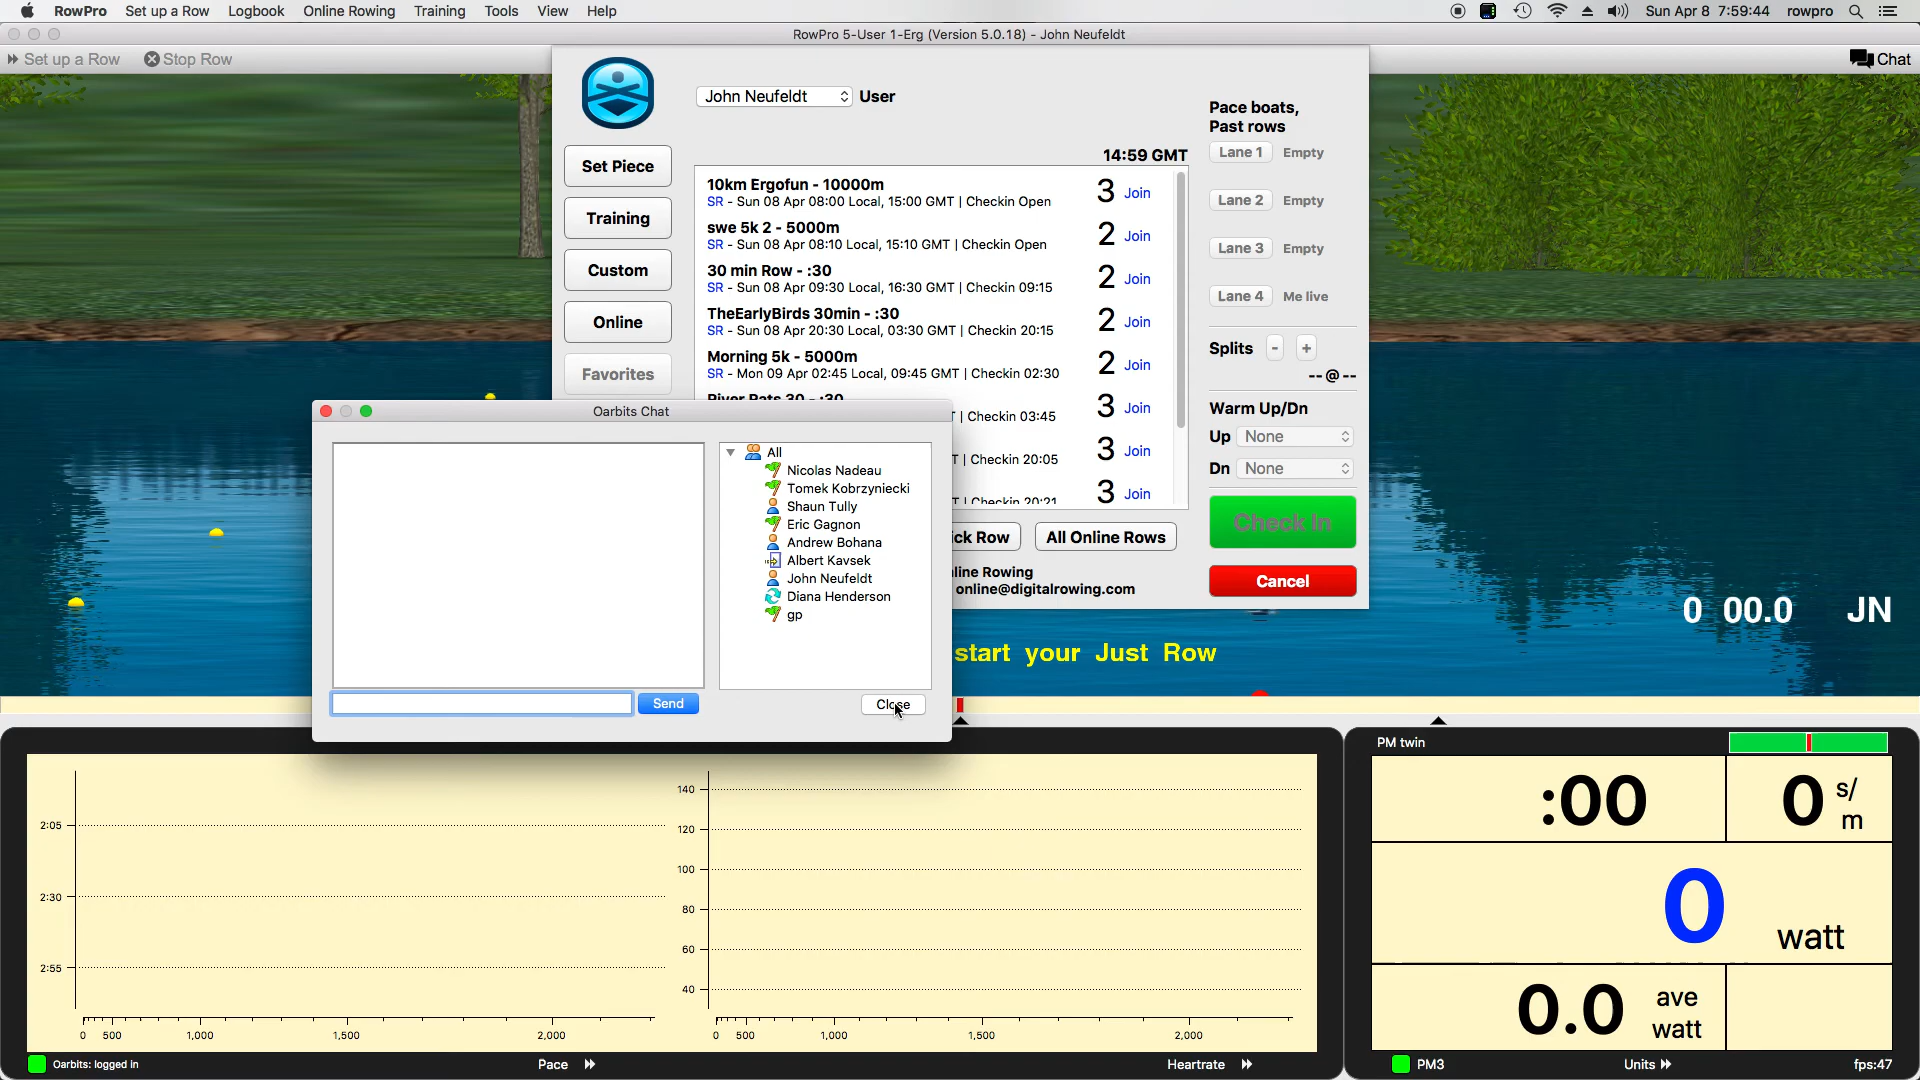 RowPro Set up a Row Logbook Online Rowing Training Tools View Help Sun Apr 8 7:59:44 rowpro
RowPro 5-User 1-Erg (Version 5.0.18) - John Neufeldt
Set up a Row Stop Row Chat
John Neufeldt User
Pace boats,
Past rows
14:59 GMT
Lane 1 Empty
Lane 2 Empty
Lane 3 Empty
Lane 4 Me live
Set Piece
Training
Custom
Online
Favorites
10km Ergofun - 10000m 3 Join
SR - Sun 08 Apr 08:00 Local, 15:00 GMT | Checkin Open
swe 5k 2 - 5000m 2 Join
SR - Sun 08 Apr 08:10 Local, 15:10 GMT | Checkin Open
30 min Row - :30 2 Join
SR - Sun 08 Apr 09:30 Local, 16:30 GMT | Checkin 09:15
TheEarlyBirds 30min - :30 2 Join
SR - Sun 08 Apr 20:30 Local, 03:30 GMT | Checkin 20:15
Morning 5k - 5000m 2 Join
SR - Mon 09 Apr 02:45 Local, 09:45 GMT | Checkin 02:30
River Rats 30 - :30 3 Join
T | Checkin 03:45
3 Join
T | Checkin 20:05
3 Join
T | Checkin 20:21
Splits - +
-- @ --
Warm Up/Dn
Up None
Dn None
Check In
Cancel
ick Row All Online Rows
line Rowing
online@digitalrowing.com
Oarbits Chat
All
Nicolas Nadeau
Tomek Kobrzyniecki
Shaun Tully
Eric Gagnon
Andrew Bohana
Albert Kavsek
John Neufeldt
Diana Henderson
gp
Send Close
0 00.0 JN
start your Just Row
PM twin
:00 0 s/
m
0 watt
0.0 ave
watt
2:05
2:30
2:55
0 500 1,000 1,500 2,000
140
120
100
80
60
40
0 500 1,000 1,500 2,000
Oarbits: logged in Pace Heartrate PM3 Units fps:47